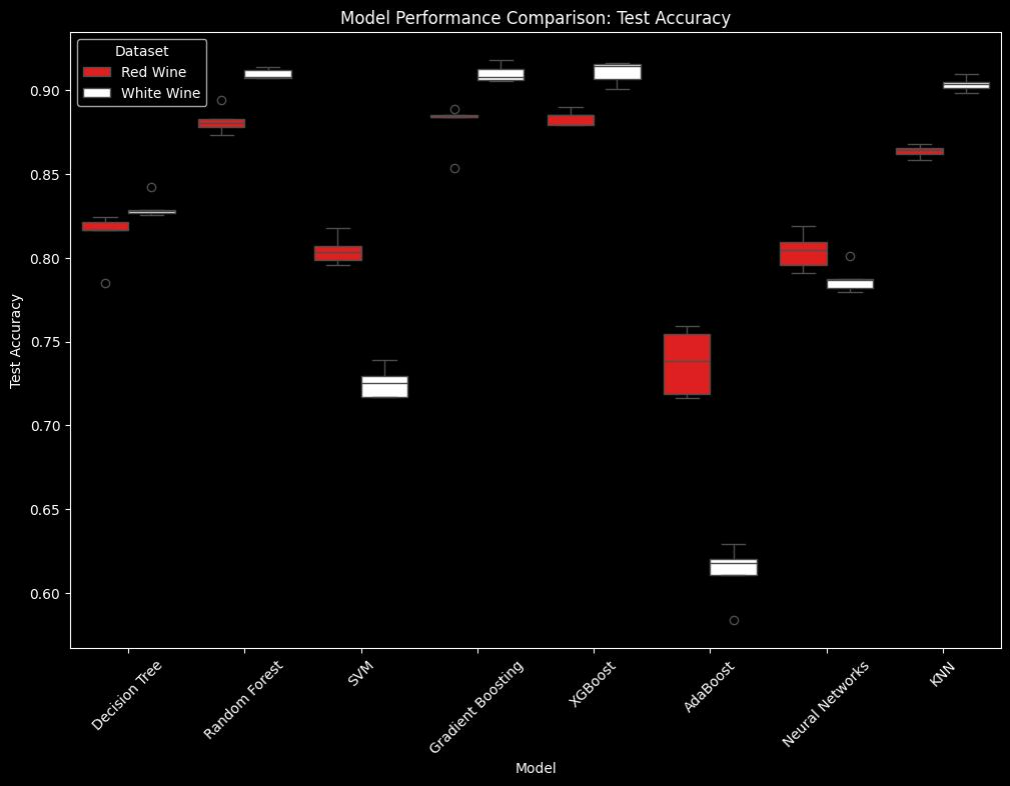 Model Performance Comparison: Test Accuracy
Dataset
Red Wine
White Wine
0.90
0.85
0.80
0.75
0.70
0.65
0.60
Test Accuracy
Decision Tree
Random Forest
SVM
Gradient Boosting
XGBoost
AdaBoost
Neural Networks
KNN
Model